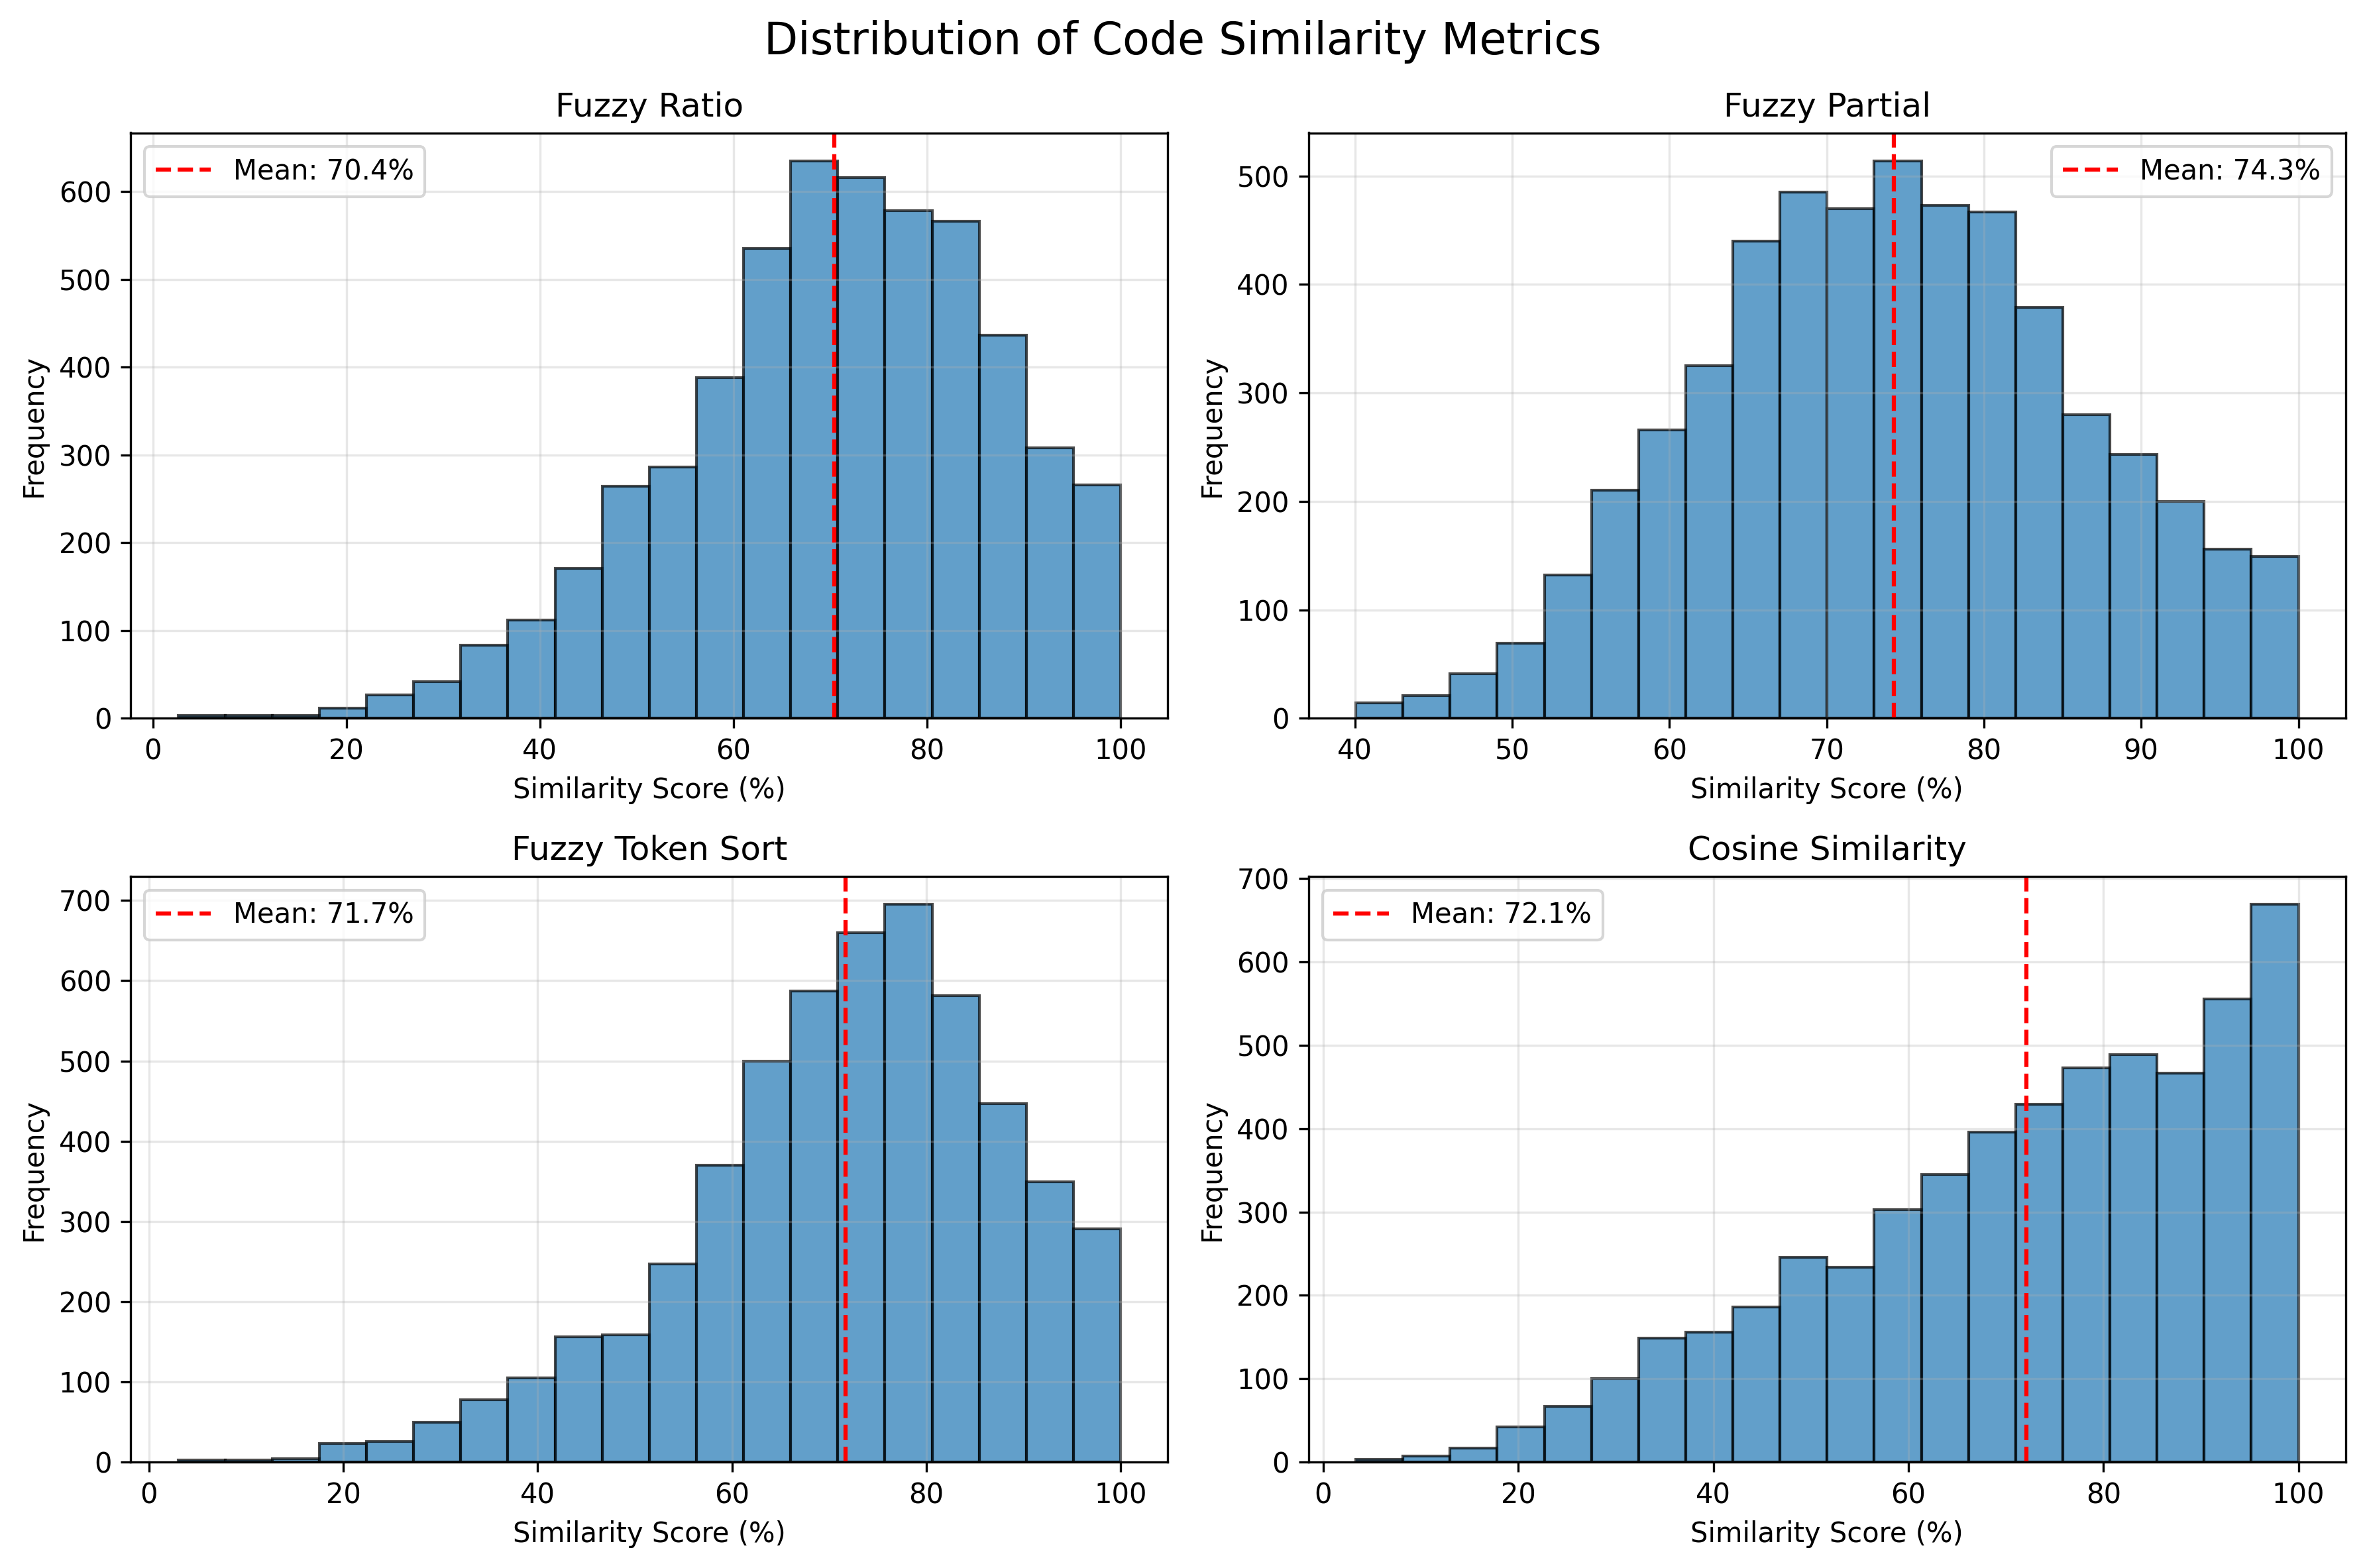 Distribution of Code Similarity Metrics
Fuzzy Ratio
Mean: 70.4%
Frequency
600
500
400
300
200
100
0
0 20 40 60 80 100
Similarity Score (%)
Fuzzy Partial
Mean: 74.3%
Frequency
500
400
300
200
100
0
40 50 60 70 80 90 100
Similarity Score (%)
Fuzzy Token Sort
Mean: 71.7%
Frequency
700
600
500
400
300
200
100
0
0 20 40 60 80 100
Similarity Score (%)
Cosine Similarity
Mean: 72.1%
Frequency
700
600
500
400
300
200
100
0
0 20 40 60 80 100
Similarity Score (%)